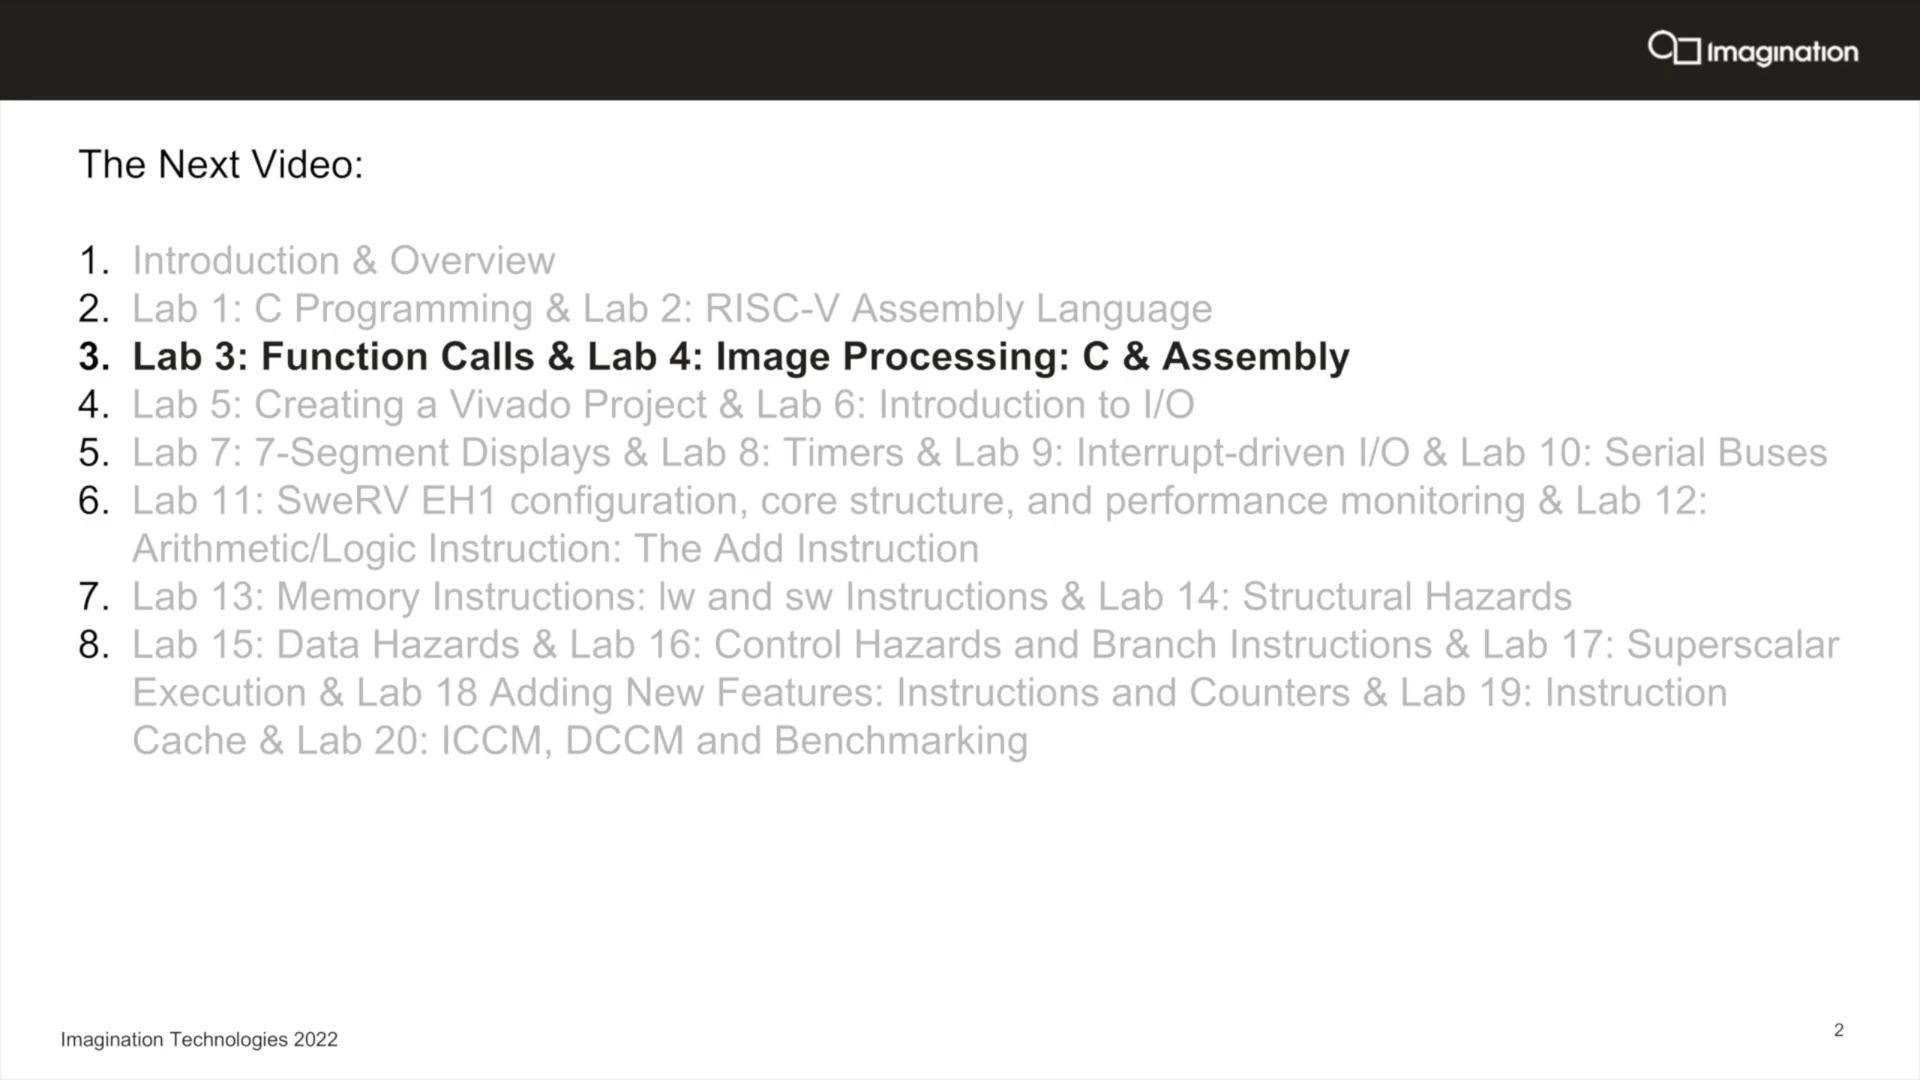 Imagination
The Next Video:
1. Introduction & Overview
2. Lab 1: C Programming & Lab 2: RISC-V Assembly Language
3. Lab 3: Function Calls & Lab 4: Image Processing: C & Assembly
4. Lab 5: Creating a Vivado Project & Lab 6: Introduction to I/O
5. Lab 7: 7-Segment Displays & Lab 8: Timers & Lab 9: Interrupt-driven I/O & Lab 10: Serial Buses
6. Lab 11: SweRV EH1 configuration, core structure, and performance monitoring & Lab 12:
Arithmetic/Logic Instruction: The Add Instruction
7. Lab 13: Memory Instructions: lw and sw Instructions & Lab 14: Structural Hazards
8. Lab 15: Data Hazards & Lab 16: Control Hazards and Branch Instructions & Lab 17: Superscalar
Execution & Lab 18 Adding New Features: Instructions and Counters & Lab 19: Instruction
Cache & Lab 20: ICCM, DCCM and Benchmarking
Imagination Technologies 2022
2